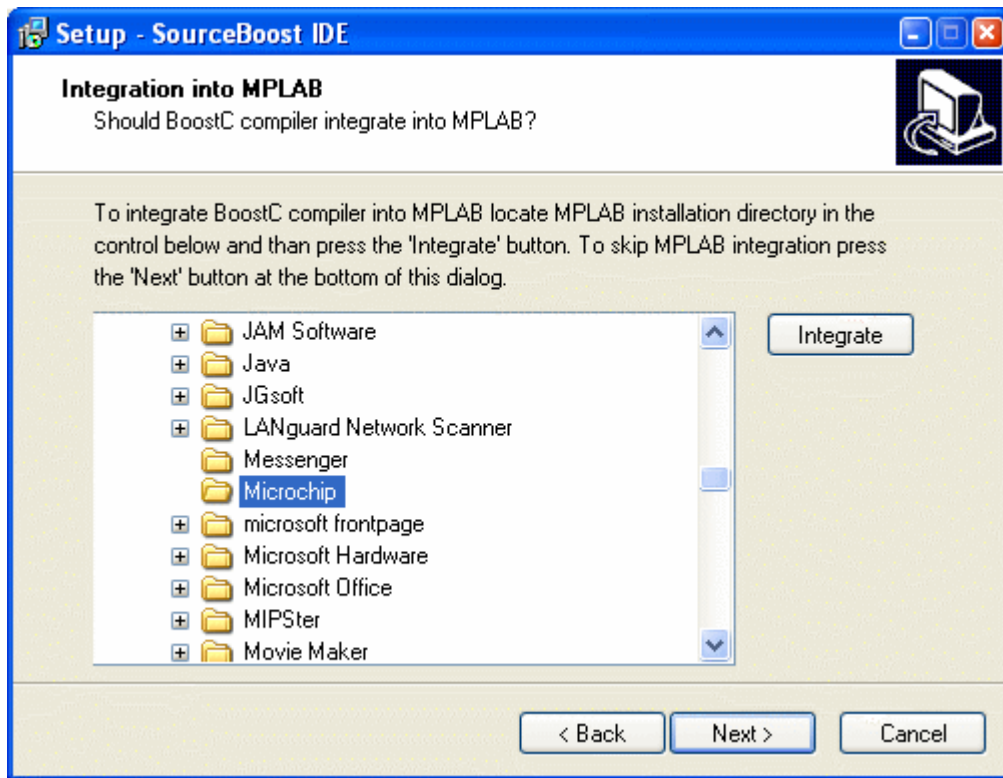 Setup - SourceBoost IDE
Integration into MPLAB
Should BoostC compiler integrate into MPLAB?
To integrate BoostC compiler into MPLAB locate MPLAB installation directory in the
control below and than press the 'Integrate' button. To skip MPLAB integration press
the 'Next' button at the bottom of this dialog.
JAM Software
Integrate
Java
JGsoft
LANguard Network Scanner
Messenger
Microchip
microsoft frontpage
Microsoft Hardware
Microsoft Office
MIPSter
Movie Maker
< Back
Next >
Cancel